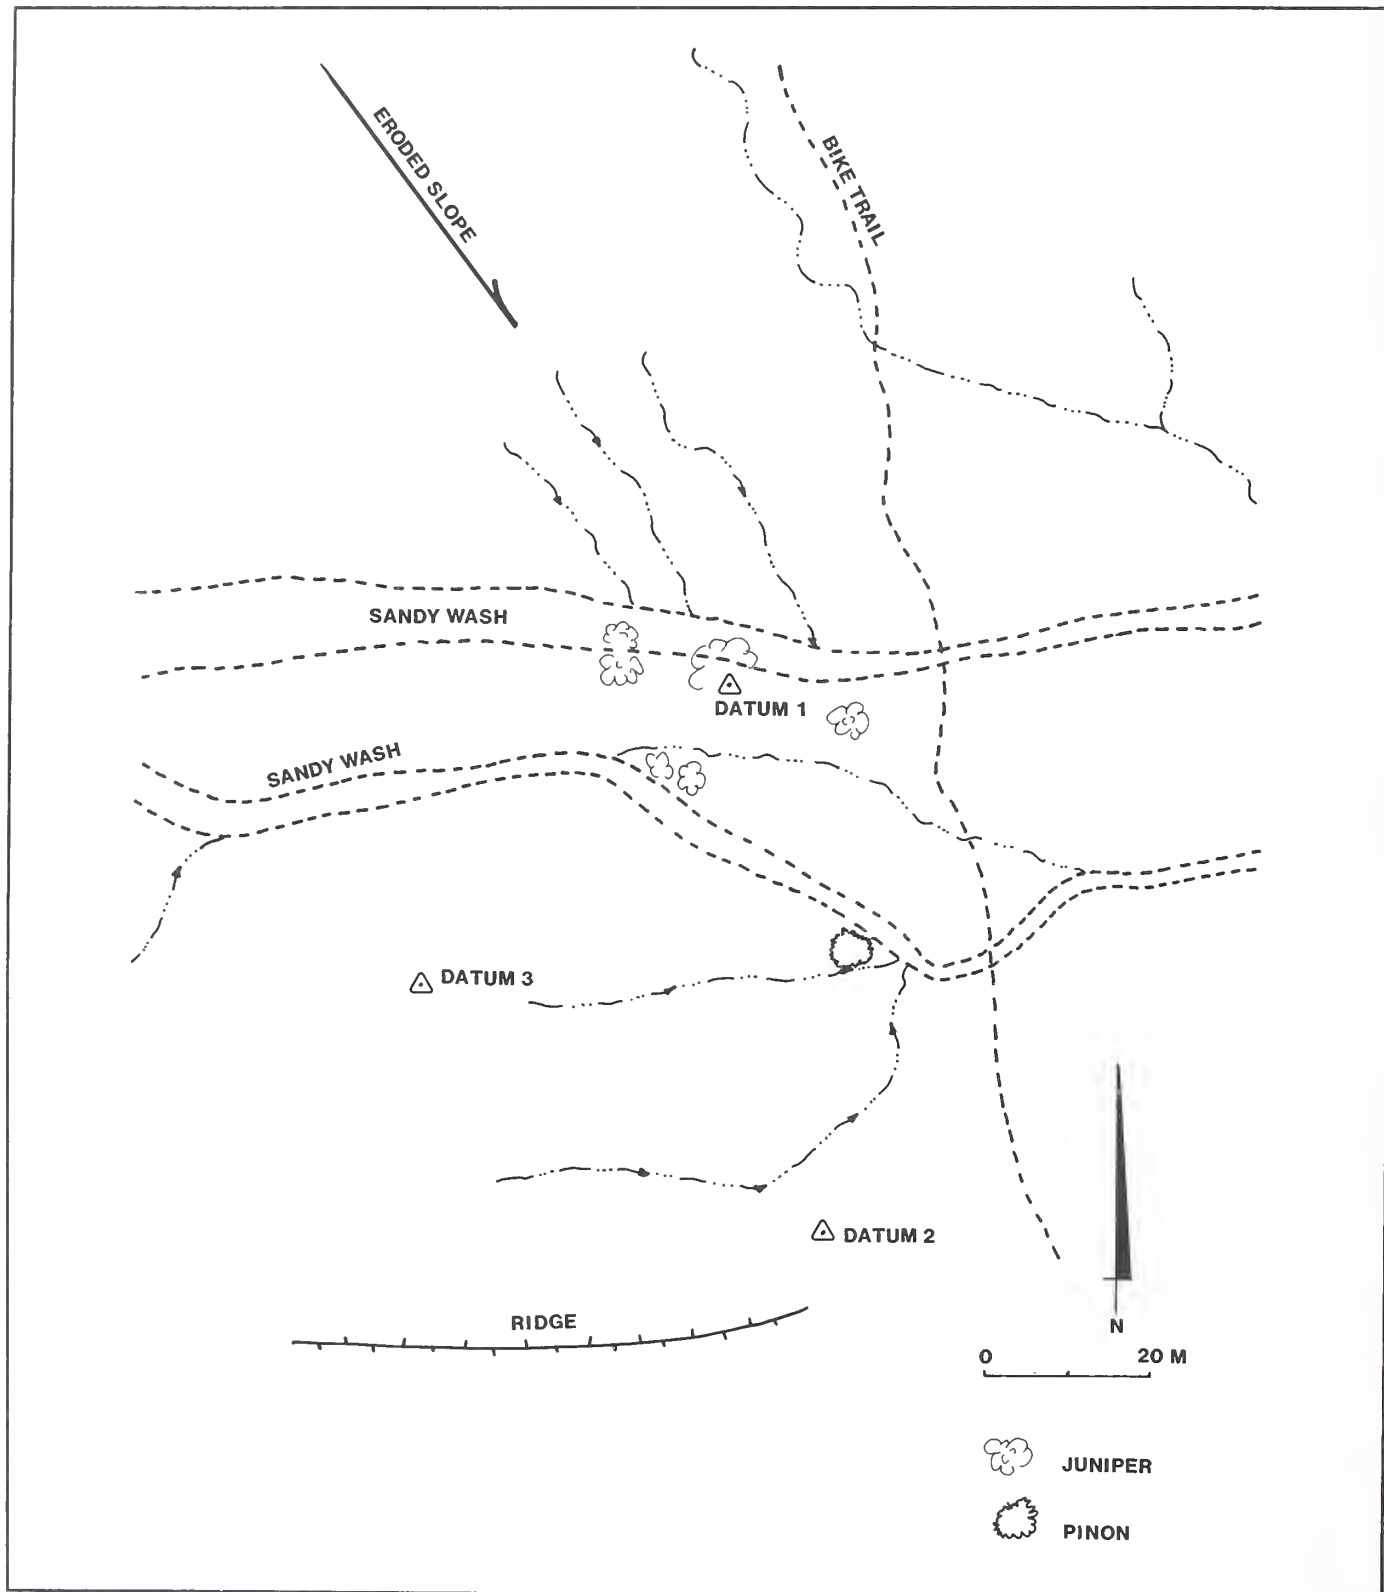 ERODED SLOPE
BIKE TRAIL
SANDY WASH
DATUM 1
SANDY WASH
DATUM 3
DATUM 2
RIDGE
N
0 20 M
JUNIPER
PINON